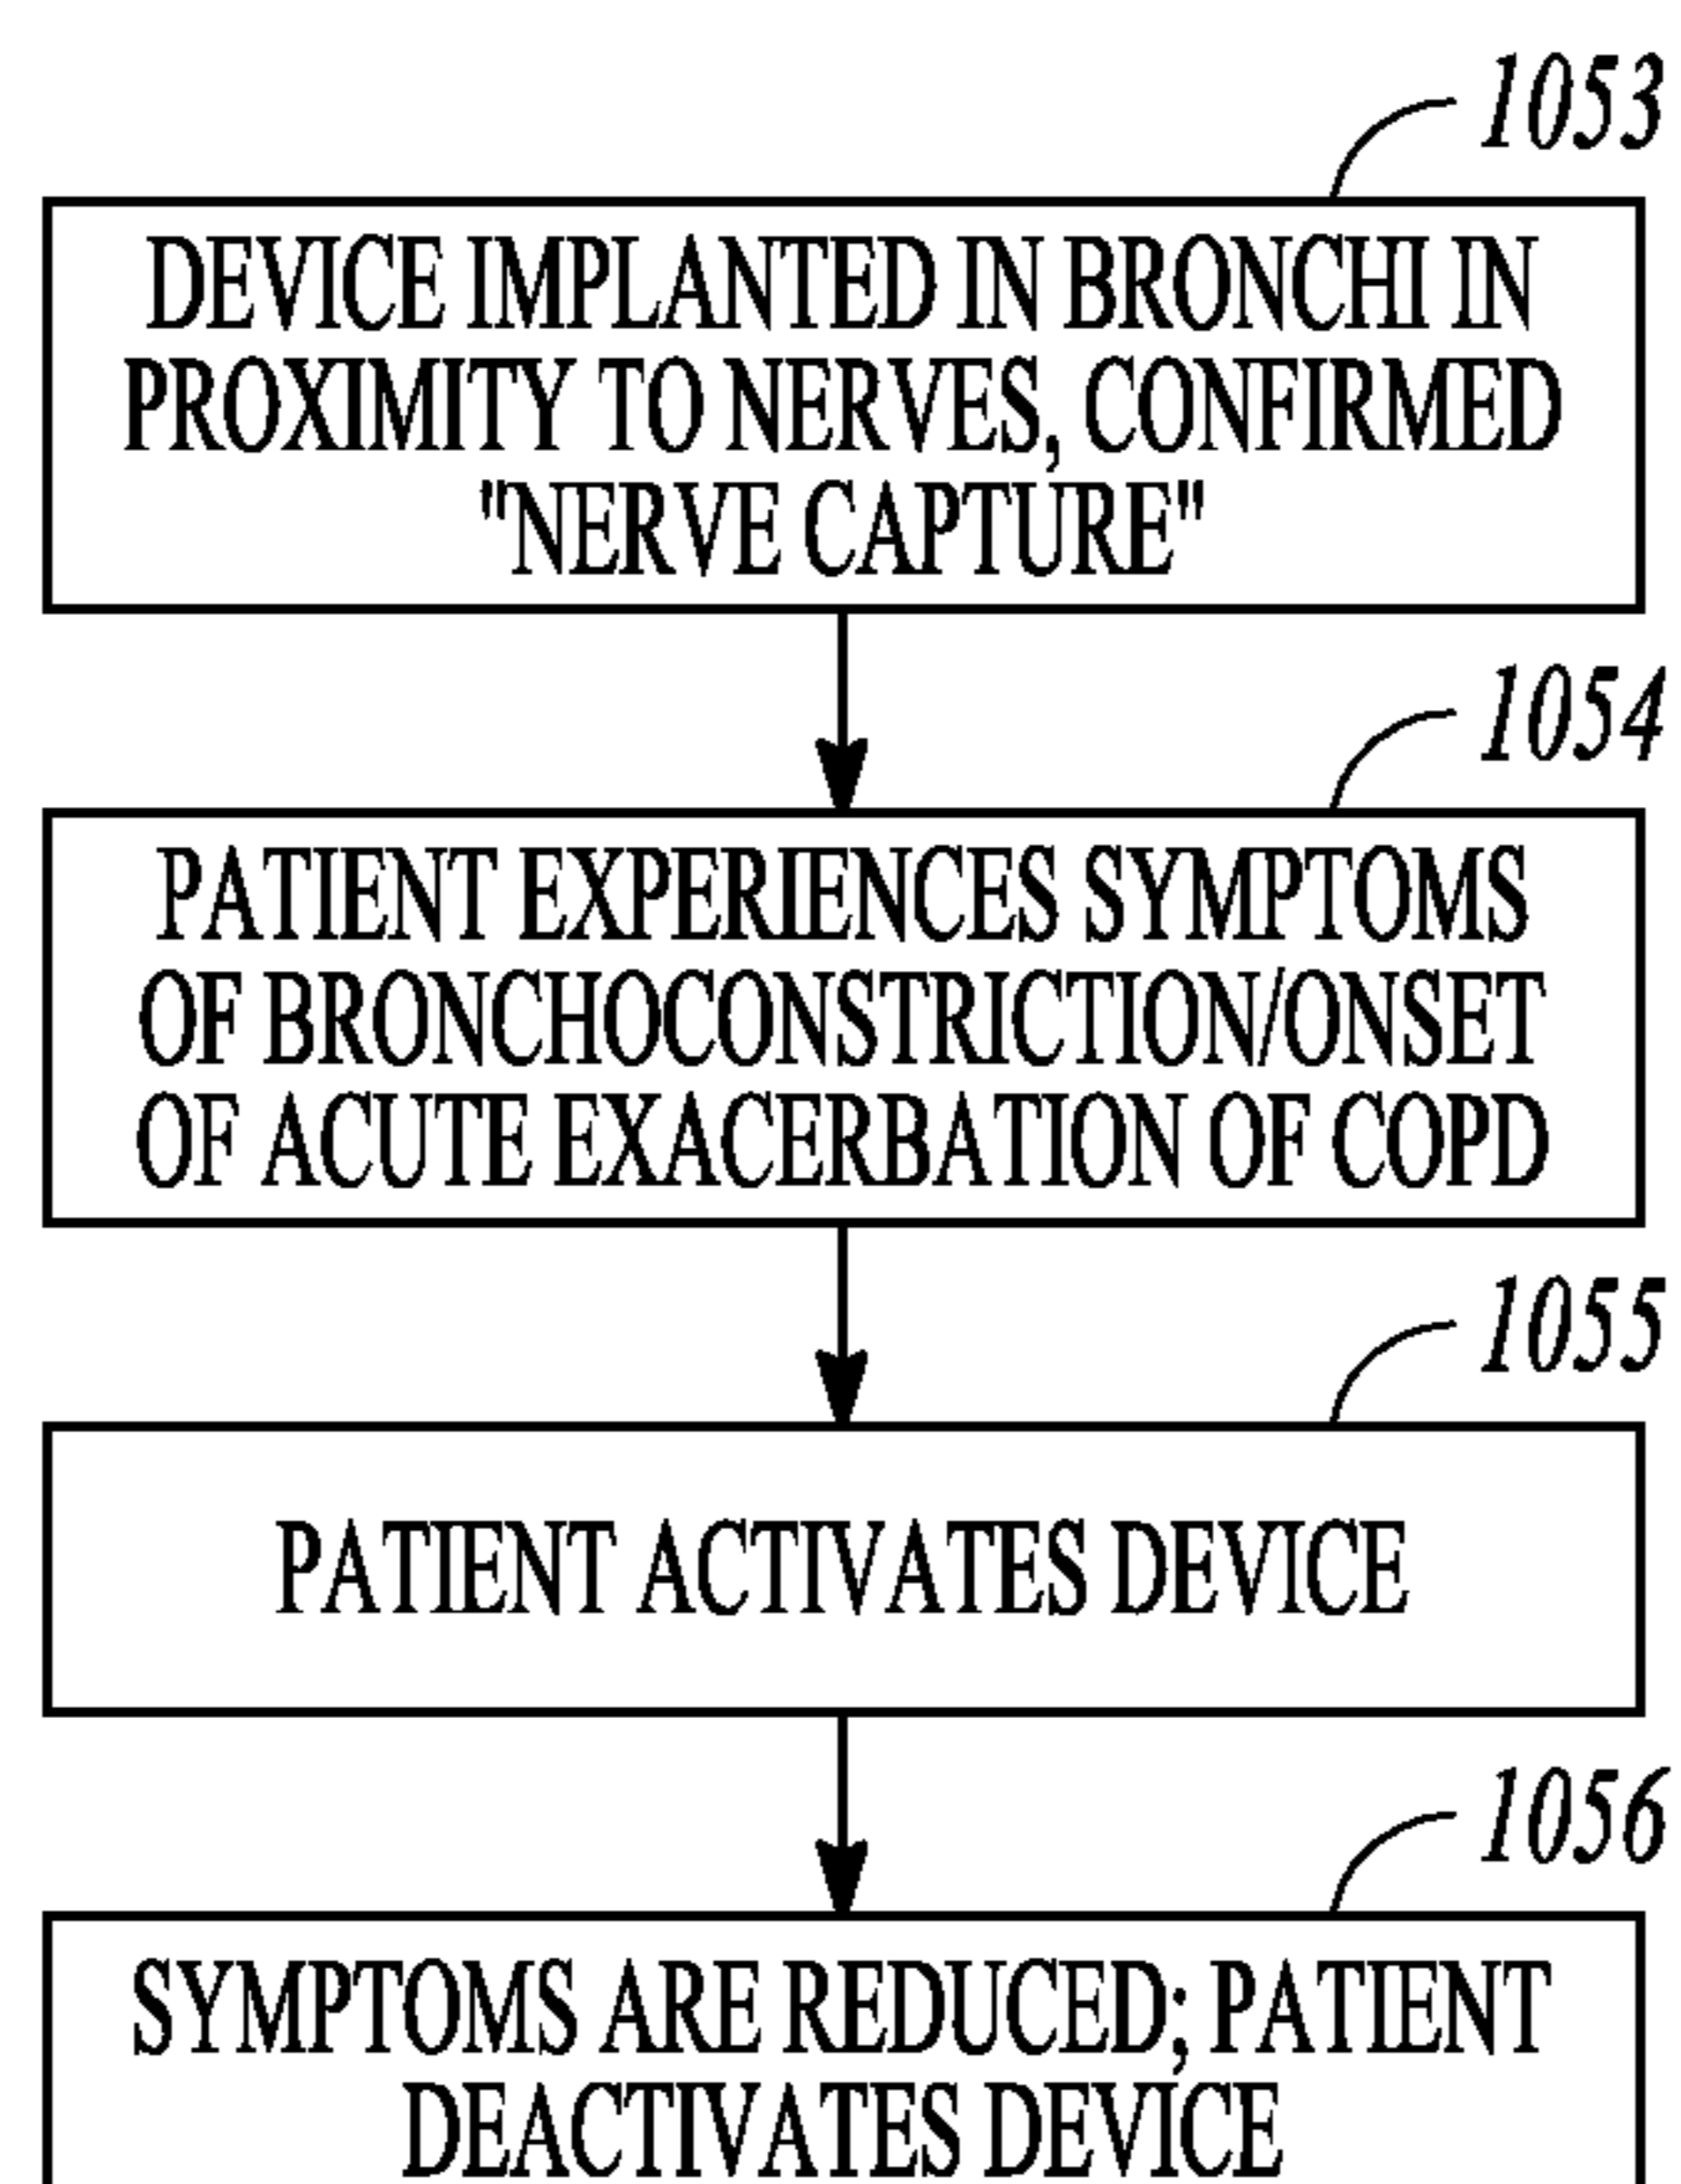 1053
DEVICE IMPLANTED IN BRONCHI IN
PROXIMITY TO NERVES, CONFIRMED
"NERVE CAPTURE"
1054
PATIENT EXPERIENCES SYMPTOMS
OF BRONCHOCONSTRICTION/ONSET
OF ACUTE EXACERBATION OF COPD
1055
PATIENT ACTIVATES DEVICE
1056
SYMPTOMS ARE REDUCED; PATIENT
DEACTIVATES DEVICE